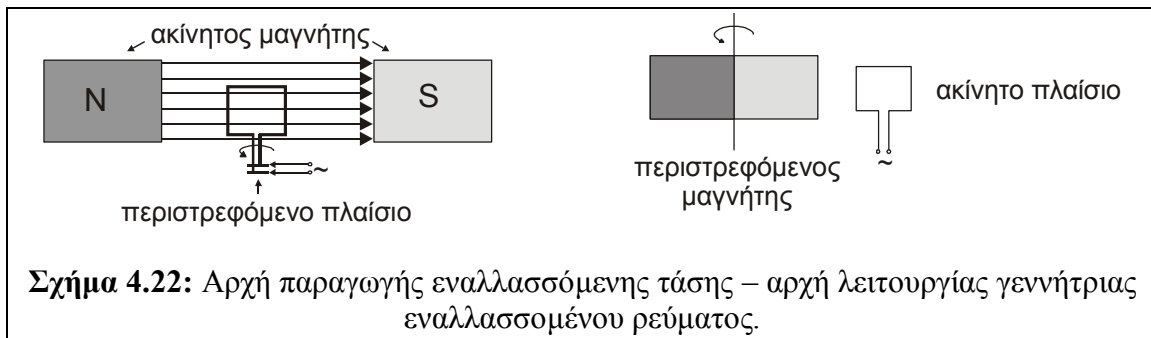 ακίνητος μαγνήτης
N
S
~
περιστρεφόμενο πλαίσιο
ακίνητο πλαίσιο
~
περιστρεφόμενος
μαγνήτης
Σχήμα 4.22: Αρχή παραγωγής εναλλασσόμενης τάσης – αρχή λειτουργίας γεννήτριας
εναλλασσομένου ρεύματος.